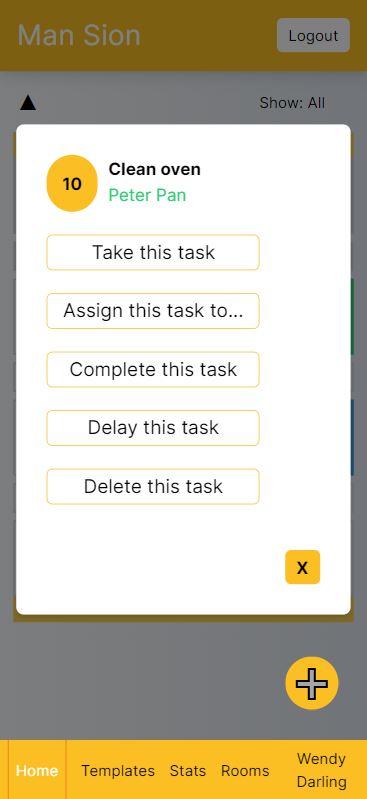 Man Sion
Logout
▲
Show: All
10
Clean oven
Peter Pan
Take this task
Assign this task to...
Complete this task
Delay this task
Delete this task
X
Home
Templates
Stats
Rooms
Wendy
Darling